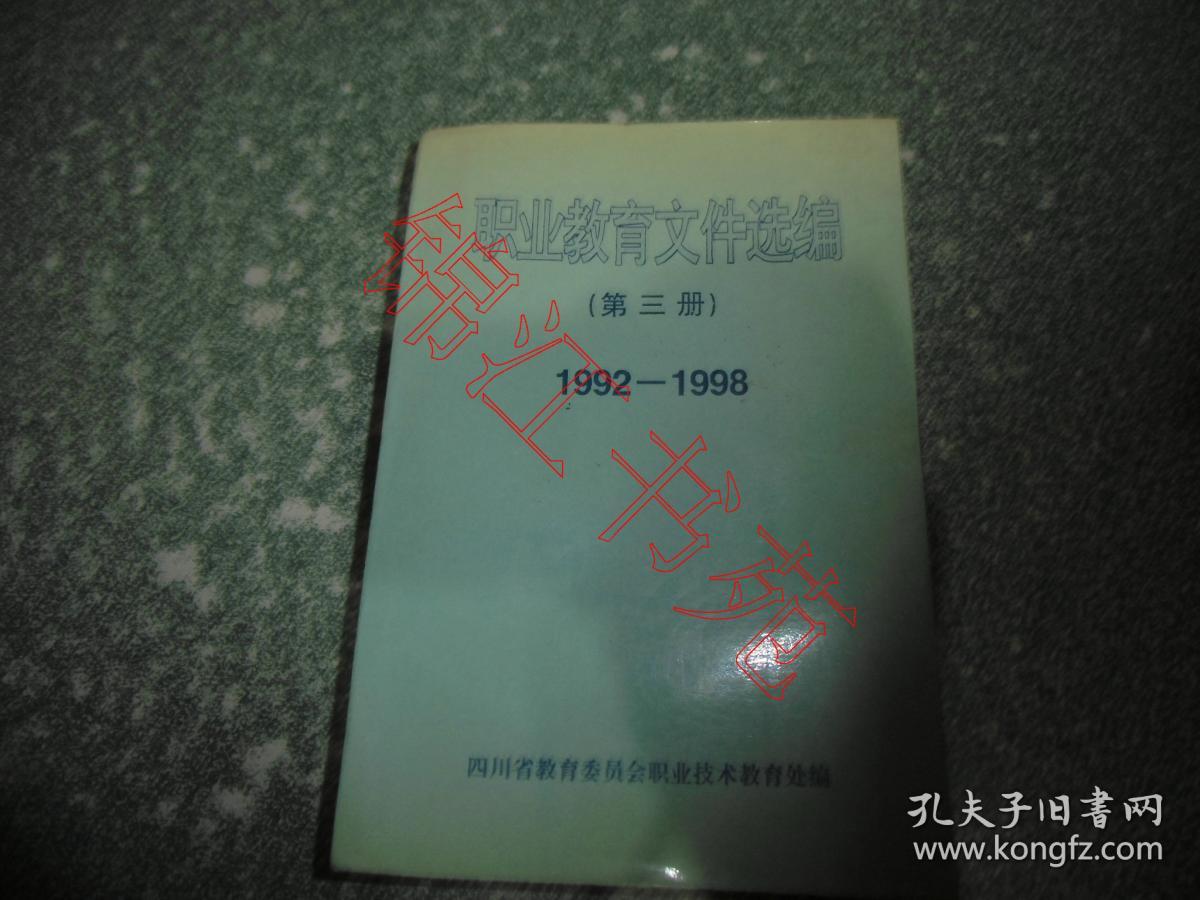 职业教育文件选编
（第三册）
1992－1998
锦江书苑
四川省教育委员会职业技术教育处编
孔夫子旧書网
www.kongfz.com